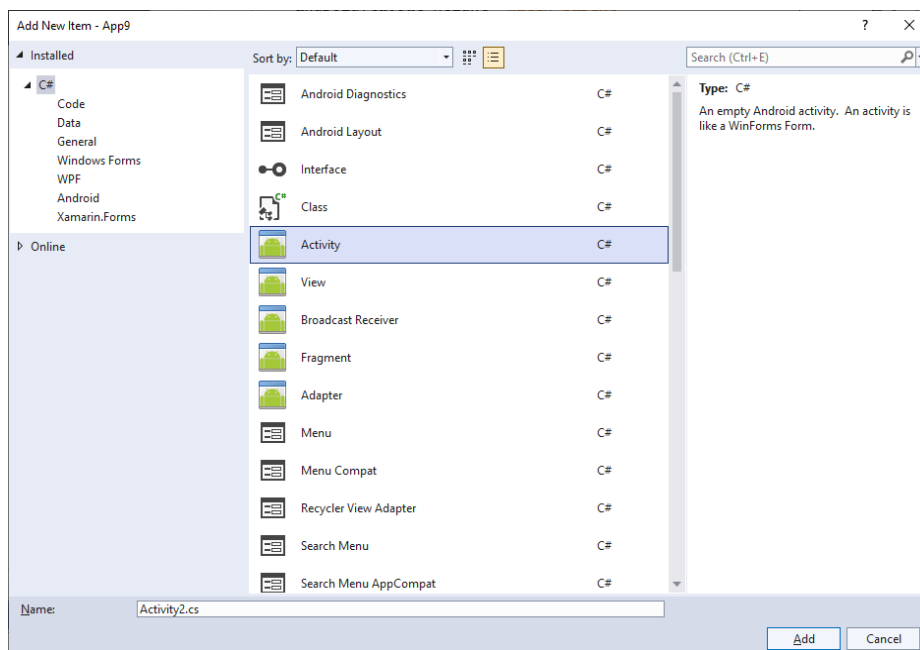 Add New Item - App9
?
Installed
Sort by: Default
Search (Ctrl+E)
C#
Code
Data
General
Windows Forms
WPF
Android
Xamarin.Forms
Online
Android Diagnostics C#
Android Layout C#
Interface C#
C#
Class C#
Activity C#
View C#
Broadcast Receiver C#
Fragment C#
Adapter C#
Menu C#
Menu Compat C#
Recycler View Adapter C#
Search Menu C#
Search Menu AppCompat C#
Type: C#
An empty Android activity. An activity is
like a WinForms Form.
Name: Activity2.cs
Add Cancel